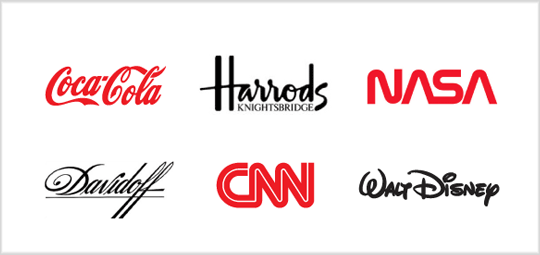 Coca-Cola
Harrods
KNIGHTSBRIDGE
NASA
Davidoff
CNN
WALT DISNEY